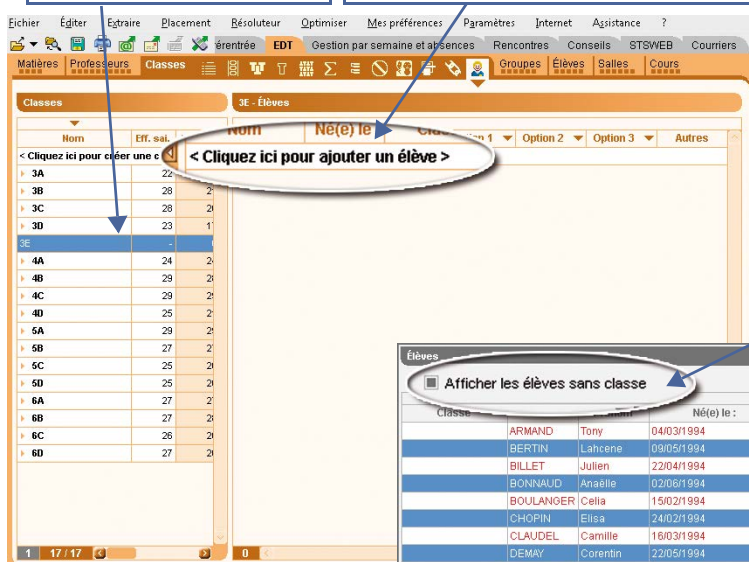 Fichier Éditer Extraire Placement Résoluteur Optimiser Mes préférences Paramètres Internet Assistance ?
érentrée EDT Gestion par semaine et absences Rencontres Conseils STSWEB Courriers
Matières Professeurs Classes Groupes Élèves Salles Cours
Classes 3E - Élèves
Nom Eff. sai. Nom Né(e) le Option 2 Option 3 Autres
< Cliquez ici pour créer une c < Cliquez ici pour ajouter un élève >
3A 22
3B 28
3C 28
3D 23
3E -
4A 24
4B 29
4C 29
4D 25
5A 29
5B 27
5C 25
5D 25
6A 27
6B 27
6C 26
6D 27
1 17 / 17 0
Élèves
Afficher les élèves sans classe
Classe Né(e) le :
ARMAND Tony 04/03/1994
BERTIN Lahcene 09/05/1994
BILLET Julien 22/04/1994
BONNAUD Anaëlle 02/06/1994
BOULANGER Celia 15/02/1994
CHOPIN Elisa 24/02/1994
CLAUDEL Camille 16/03/1994
DEMAY Corentin 22/05/1994